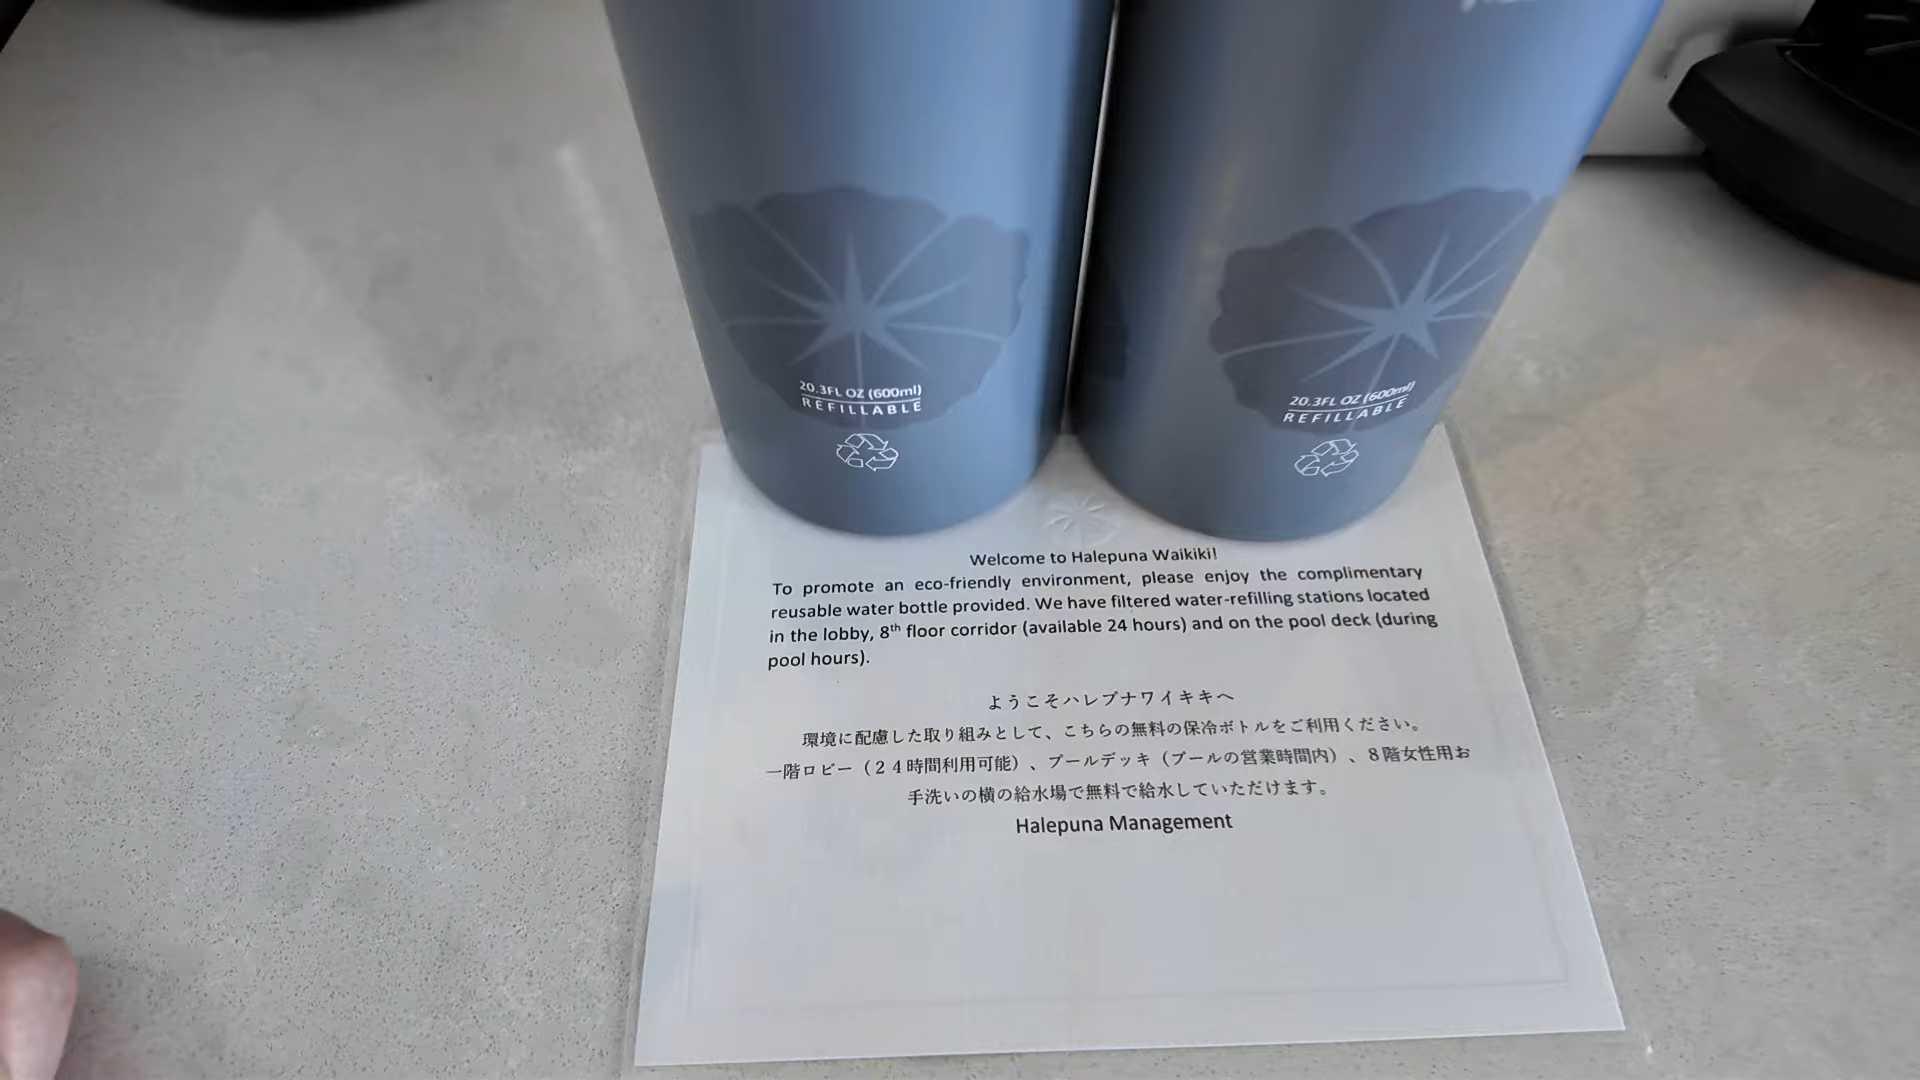 20.3FL OZ (600ml)
REFILLABLE
20.3FL OZ (600ml)
REFILLABLE
Welcome to Halepuna Waikiki!
To promote an eco-friendly environment, please enjoy the complimentary
reusable water bottle provided. We have filtered water-refilling stations located
in the lobby, 8th floor corridor (available 24 hours) and on the pool deck (during
pool hours).
ようこそハレプナワイキキへ
環境に配慮した取り組みとして、こちらの無料の保冷ボトルをご利用ください。
一階ロビー（２４時間利用可能）、プールデッキ（プールの営業時間内）、８階女性用お
手洗いの横の給水場で無料で給水していただけます。
Halepuna Management